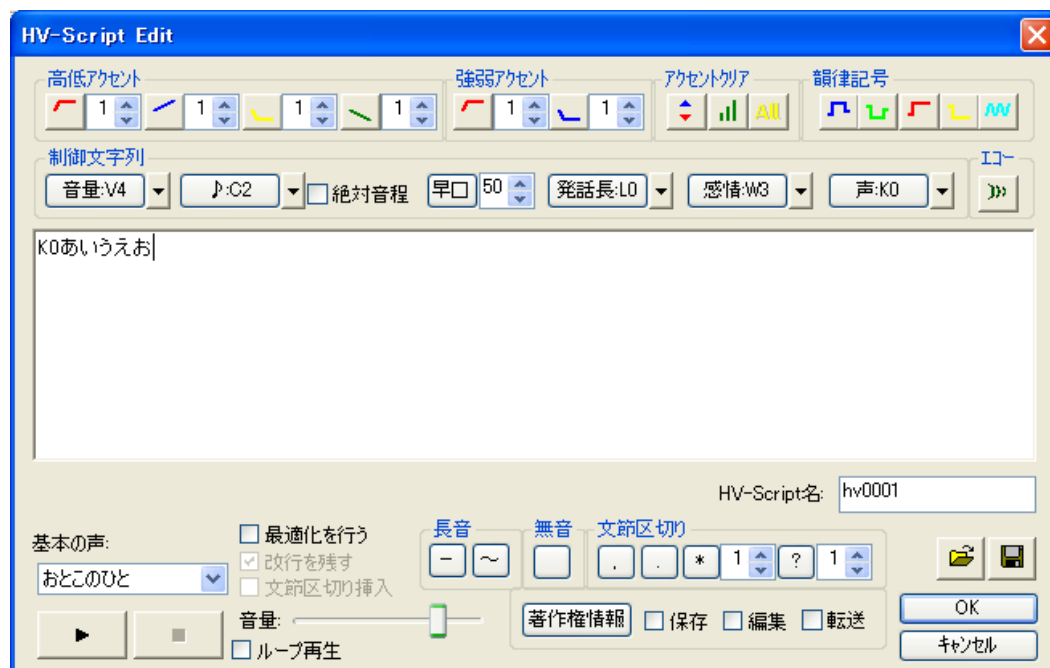 HV-Script Edit
高低アクセント 強弱アクセント アクセントクリア 韻律記号
1 1 1 1 1 1 All
制御文字列 エコー
音量:V4 ♪:C2 絶対音程 早口 50 発話長:L0 感情:W3 声:K0
K0あいうえお
HV-Script名: hv0001
基本の声: 最適化を行う 長音 無音 文節区切り
改行を残す - ～ , . * 1 ? 1
おとこのひと 文節区切り挿入
音量: 著作権情報 保存 編集 転送 OK
ループ再生 キャンセル